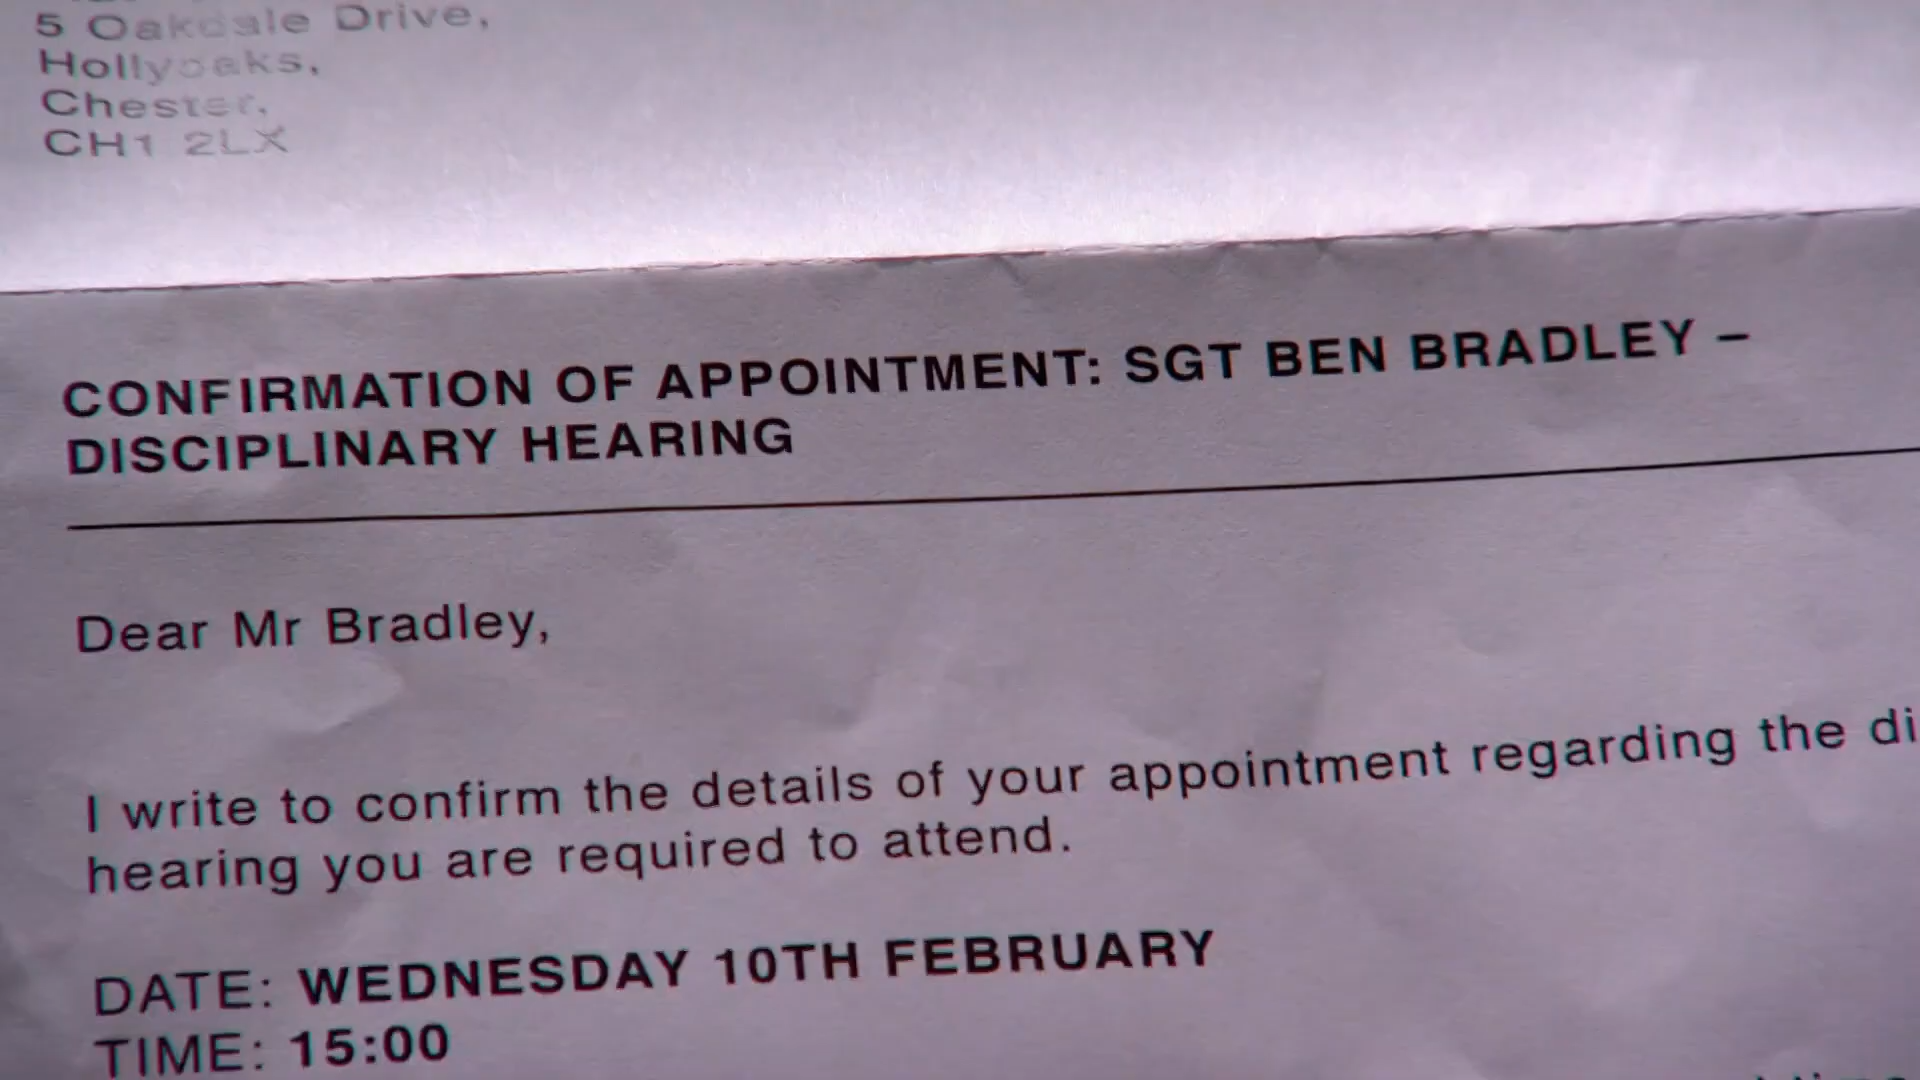 5 Oakdale Drive,
Hollyoaks,
Chester.
CH1 2LX
CONFIRMATION OF APPOINTMENT: SGT BEN BRADLEY –
DISCIPLINARY HEARING
Dear Mr Bradley,
I write to confirm the details of your appointment regarding the di
hearing you are required to attend.
DATE: WEDNESDAY 10TH FEBRUARY
TIME: 15:00